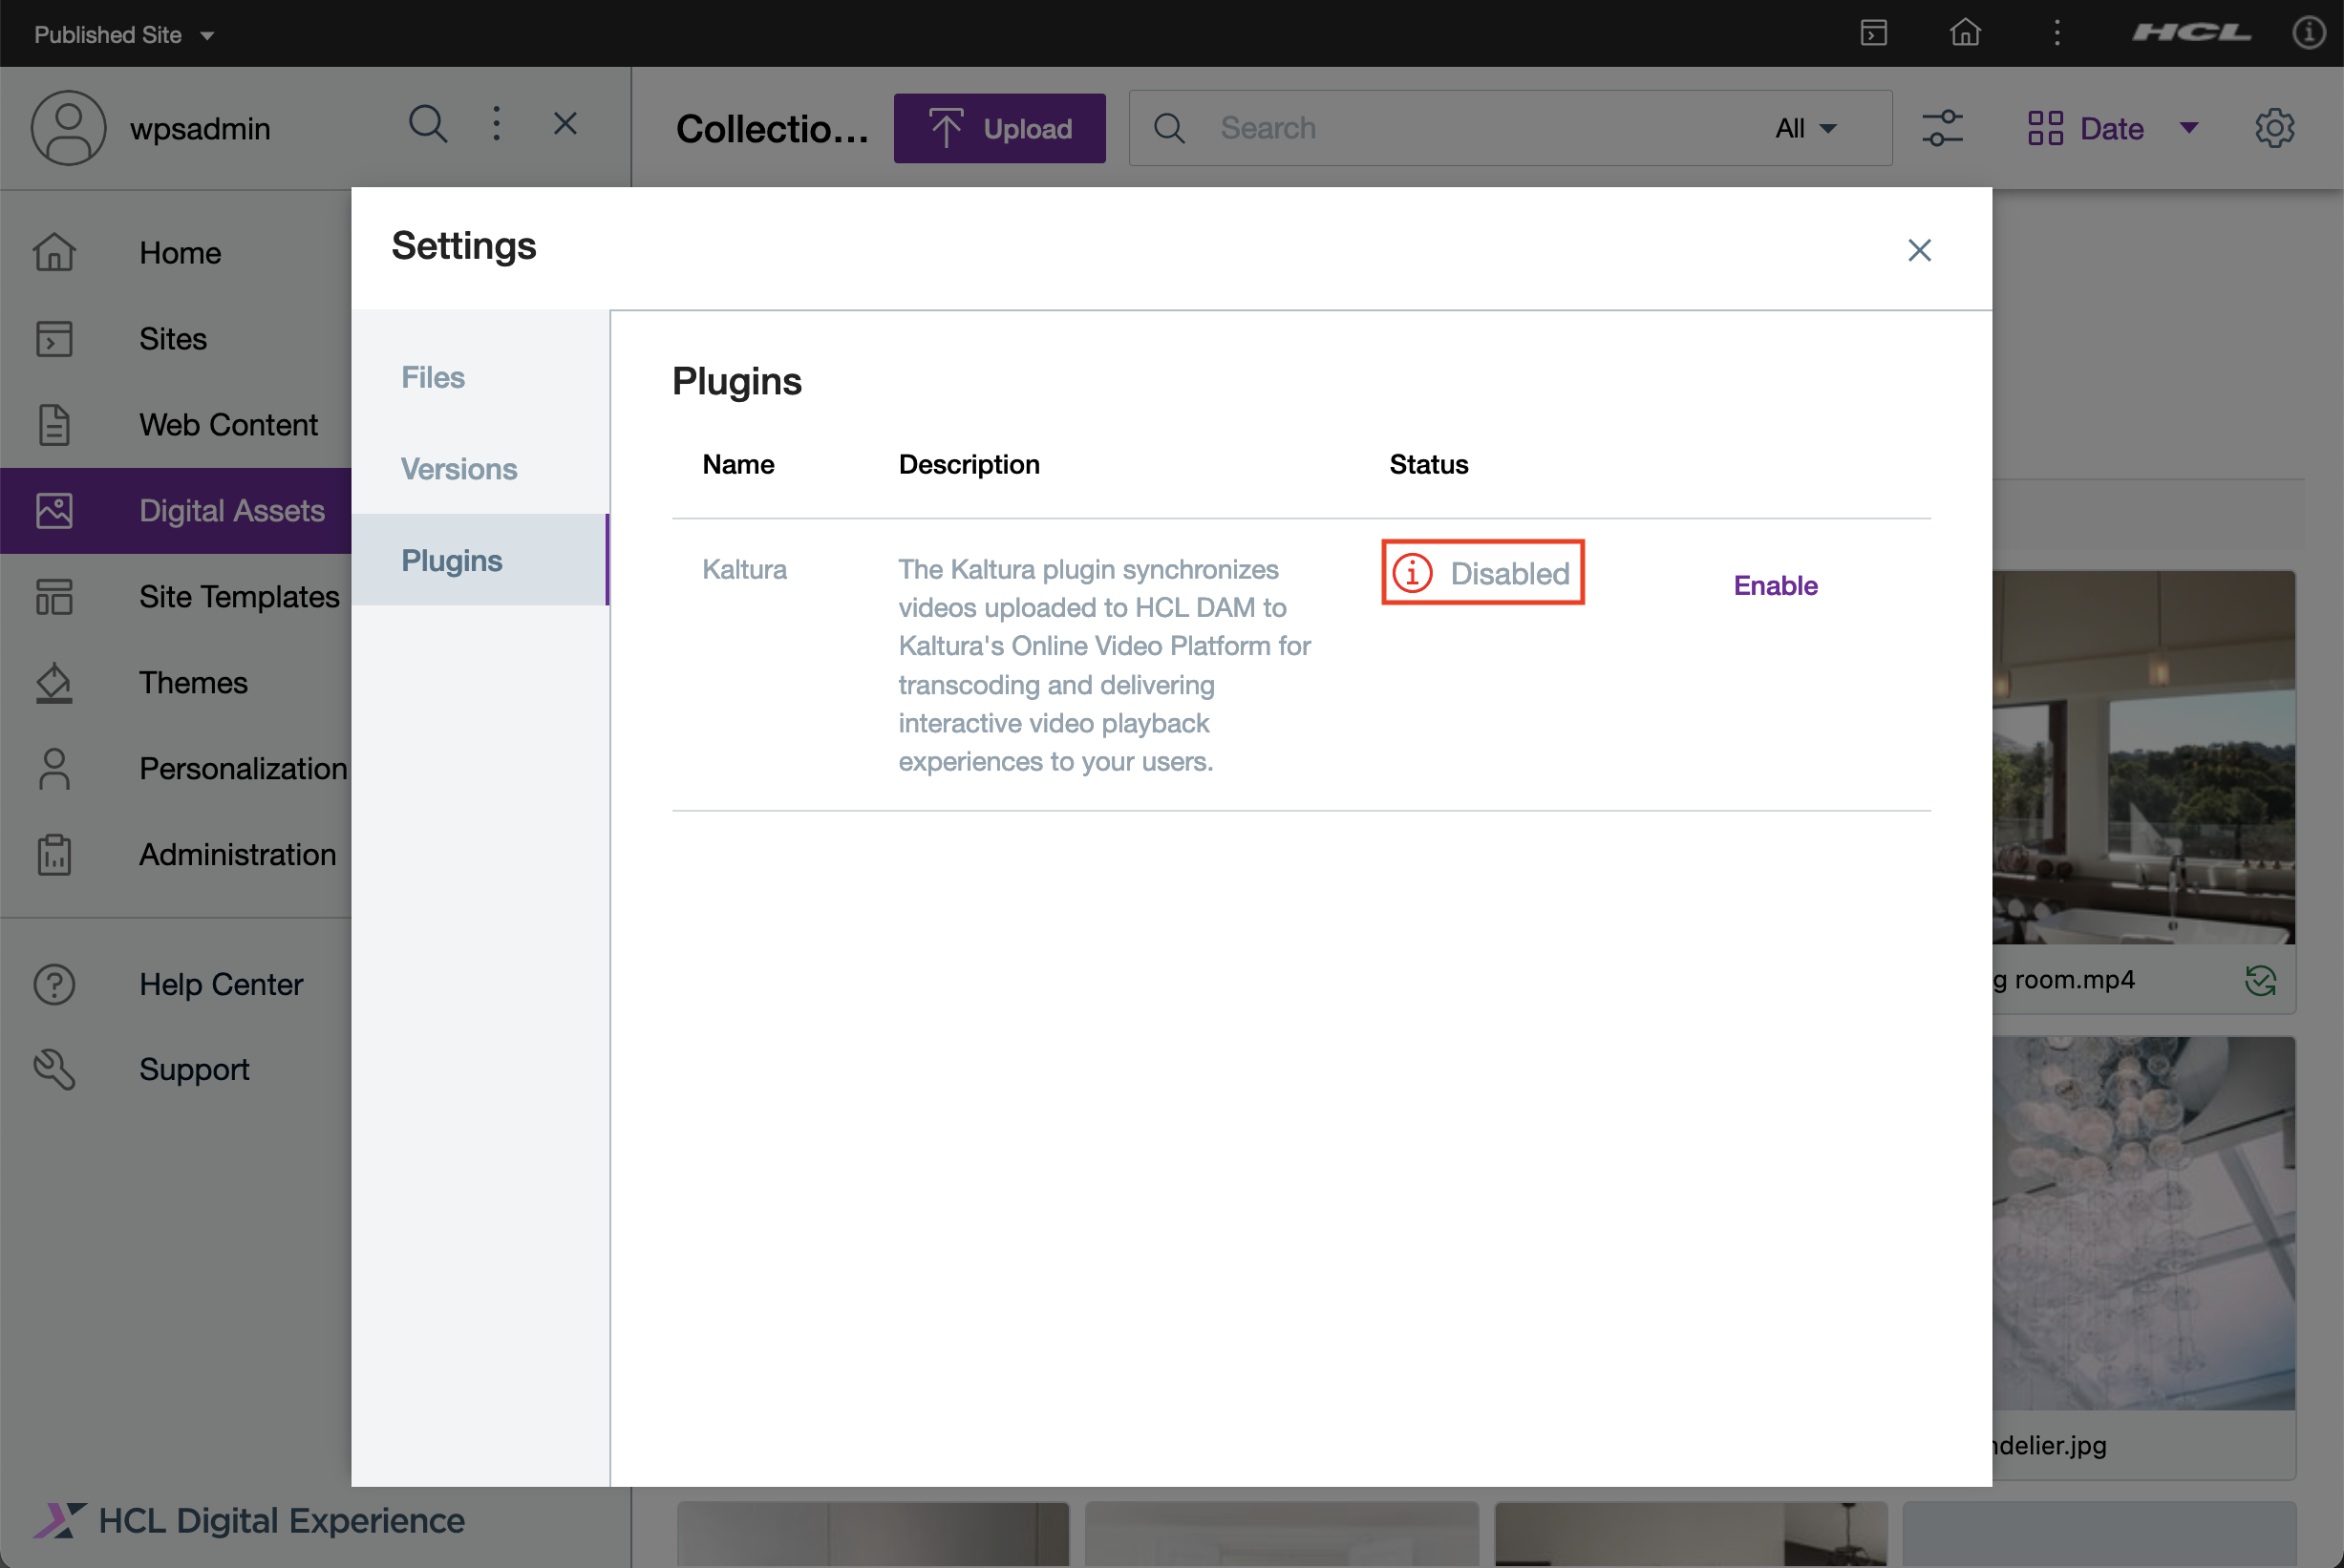 Published Site
HCL
wpsadmin
Collectio...
Upload
Search
All
Date
Home
Sites
Web Content
Digital Assets
Site Templates
Themes
Personalization
Administration
Help Center
Support
HCL Digital Experience
Settings
Files
Versions
Plugins
Plugins
Name Description Status
Kaltura
The Kaltura plugin synchronizes
videos uploaded to HCL DAM to
Kaltura's Online Video Platform for
transcoding and delivering
interactive video playback
experiences to your users.
Disabled
Enable
g room.mp4
ndelier.jpg